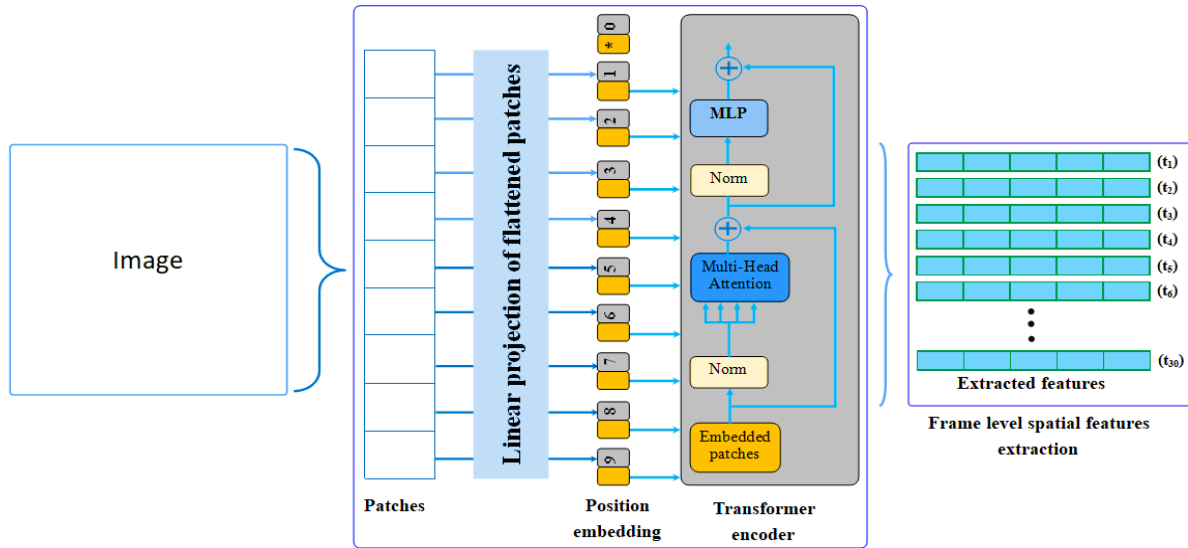 Image
Patches
Linear projection of flattened patches
* 0
1
2
3
4
5
6
7
8
9
Position
embedding
MLP
Norm
Multi-Head
Attention
Norm
Embedded
patches
Transformer
encoder
(t1)
(t2)
(t3)
(t4)
(t5)
(t6)
(t30)
Extracted features
Frame level spatial features
extraction